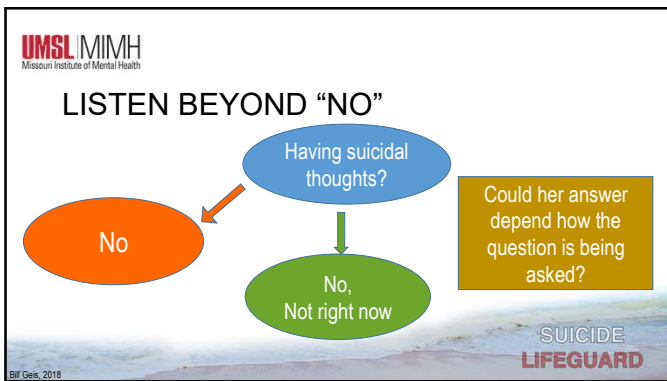 UMSL MIMH
Missouri Institute of Mental Health
LISTEN BEYOND “NO”
Having suicidal
thoughts?
No
No,
Not right now
Could her answer
depend how the
question is being
asked?
SUICIDE
LIFEGUARD
Bill Geis, 2018